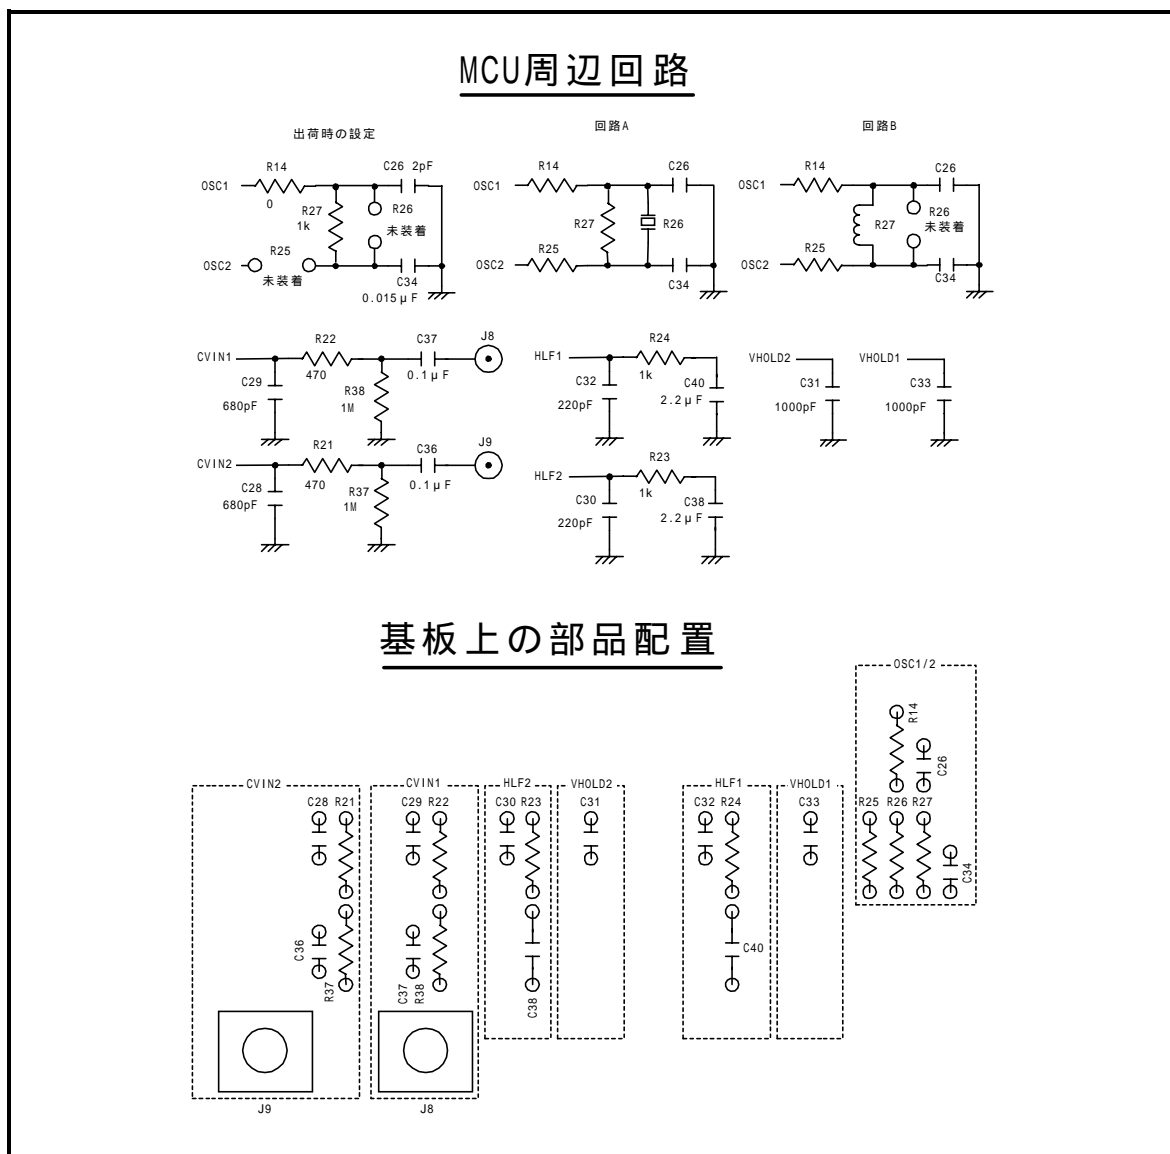 MCU周辺回路
出荷時の設定
回路A
回路B
R14
C26 2pF
OSC1
0
R27
1k
R26
未装着
R25
OSC2
未装着
C34
0.015μF
R14
C26
OSC1
R27
R26
R25
OSC2
C34
R14
C26
OSC1
R27
R26
未装着
R25
OSC2
C34
CVIN1
R22
C37
J8
C29
470
0.1μF
680pF
R38
1M
CVIN2
R21
C36
J9
C28
470
0.1μF
680pF
R37
1M
HLF1
R24
C32
1k
C40
220pF
2.2μF
HLF2
R23
C30
1k
C38
220pF
2.2μF
VHOLD2
C31
1000pF
VHOLD1
C33
1000pF
基板上の部品配置
OSC1/2
R14
C26
R25 R26 R27
C34
CVIN2
C28 R21
C36
R37
J9
CVIN1
C29 R22
C37
R38
J8
HLF2
C30 R23
C38
VHOLD2
C31
HLF1
C32 R24
C40
VHOLD1
C33